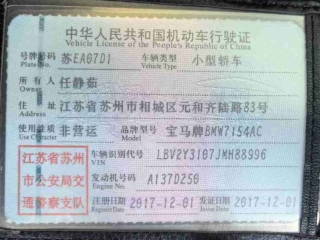 中华人民共和国机动车行驶证
Vehicle License of the People's Republic of China
号牌号码 苏EA07D1 车辆类型 小型轿车
Plate No. Vehicle Type
所有人 任静茹
Owner
住址 江苏省苏州市相城区元和齐陆路83号
Address
使用性质 非营运 品牌型号 宝马牌BMW7154AC
Use Character Model
江苏省苏州市公安局交通警察支队
车辆识别代号 LBV2Y3107JMH88996
VIN
发动机号码 A137D250
Engine No.
注册日期 2017-12-01 发证日期 2017-12-01
Register Date Issue Date